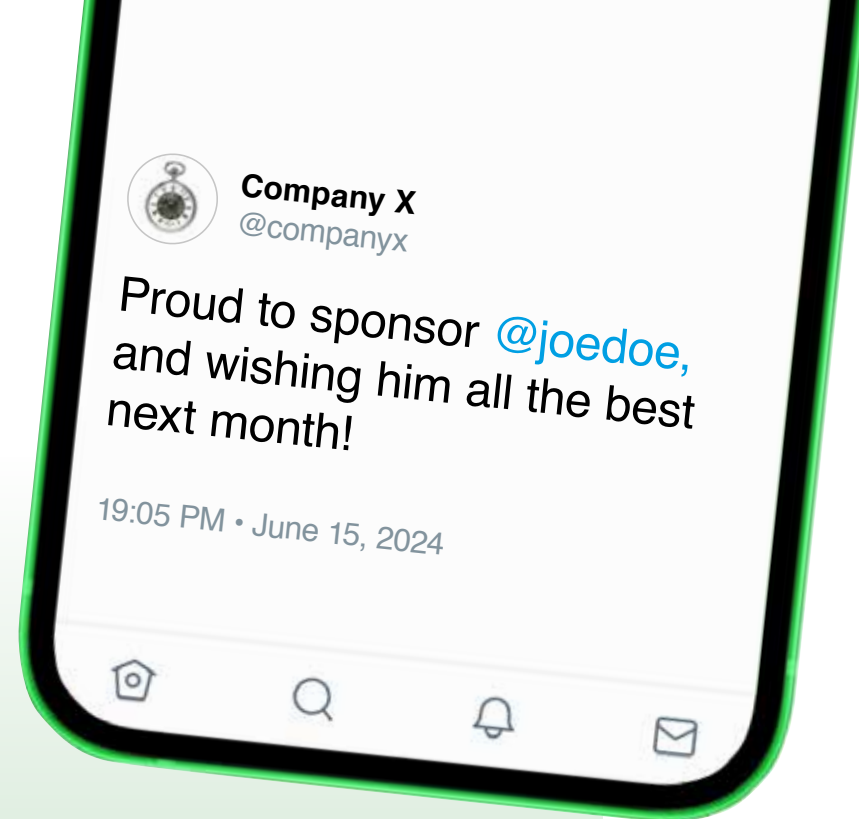 Company X
@companyx
Proud to sponsor @joedoe,
and wishing him all the best
next month!
19:05 PM • June 15, 2024